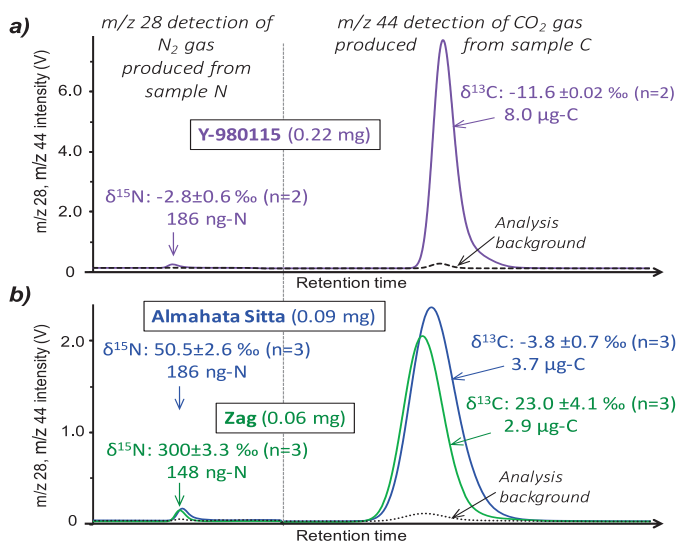 a)
m/z 28 detection of
N₂ gas
produced from
sample N
m/z 44 detection of CO₂ gas
produced from sample C
m/z 28, m/z 44 intensity (V)
6.0
4.0
2.0
0
δ¹³C: -11.6 ±0.02 ‰ (n=2)
8.0 µg-C
Y-980115 (0.22 mg)
δ¹⁵N: -2.8±0.6 ‰ (n=2)
186 ng-N
Analysis
background
Retention time
b)
m/z 28, m/z 44 intensity (V)
2.0
1.0
0
Almahata Sitta (0.09 mg)
δ¹⁵N: 50.5±2.6 ‰ (n=3)
186 ng-N
δ¹³C: -3.8 ±0.7 ‰ (n=3)
3.7 µg-C
δ¹³C: 23.0 ±4.1 ‰ (n=3)
2.9 µg-C
Zag (0.06 mg)
δ¹⁵N: 300±3.3 ‰ (n=3)
148 ng-N
Analysis
background
Retention time